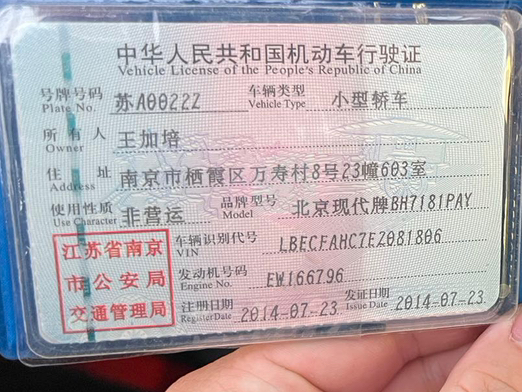 中华人民共和国机动车行驶证
Vehicle License of the People's Republic of China
号牌号码 Plate No. 苏A0022Z 车辆类型 Vehicle Type 小型轿车
所有人 Owner 王加培
住址 Address 南京市栖霞区万寿村8号23幢603室
使用性质 Use Character 非营运 品牌型号 Model 北京现代牌BH7181PAY
江苏省南京
市公安局
交通管理局
车辆识别代号 VIN LBECFAHC7EZ081806
发动机号码 Engine No. EW166796
注册日期 Register Date 2014-07-23 发证日期 Issue Date 2014-07-23